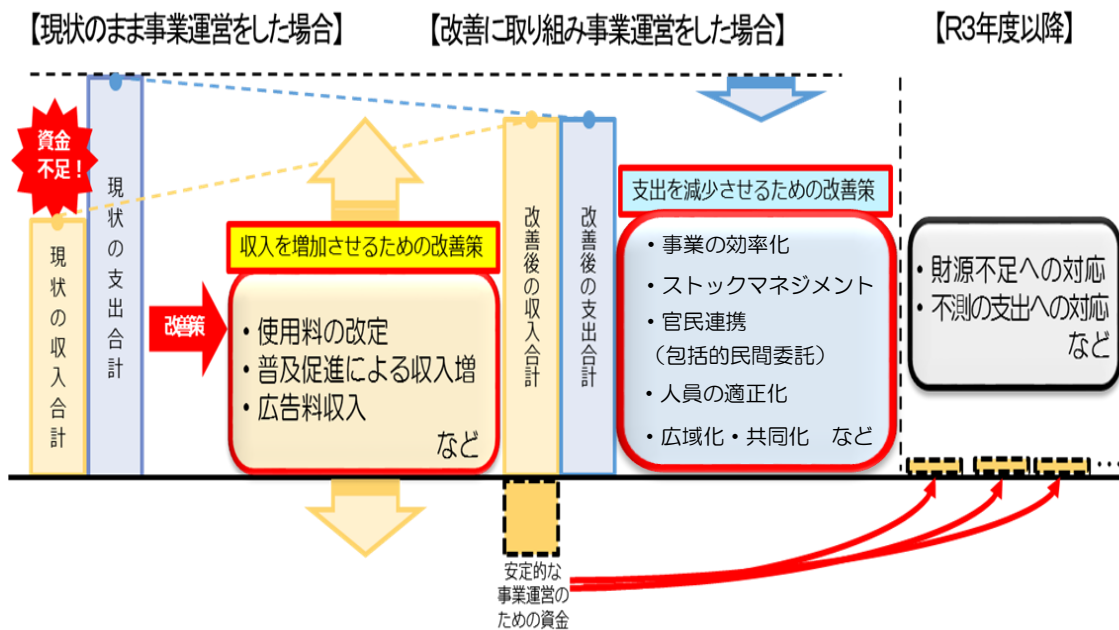 【現状のまま事業運営をした場合】
【改善に取り組み事業運営をした場合】
【R3年度以降】
資金
不足！
現状の収入合計
現状の支出合計
改善策
収入を増加させるための改善策
・使用料の改定
・普及促進による収入増
・広告料収入
など
改善後の収入合計
改善後の支出合計
支出を減少させるための改善策
・事業の効率化
・ストックマネジメント
・官民連携
（包括的民間委託）
・人員の適正化
・広域化・共同化　など
・財源不足への対応
・不測の支出への対応
など
…
安定的な
事業運営の
ための資金